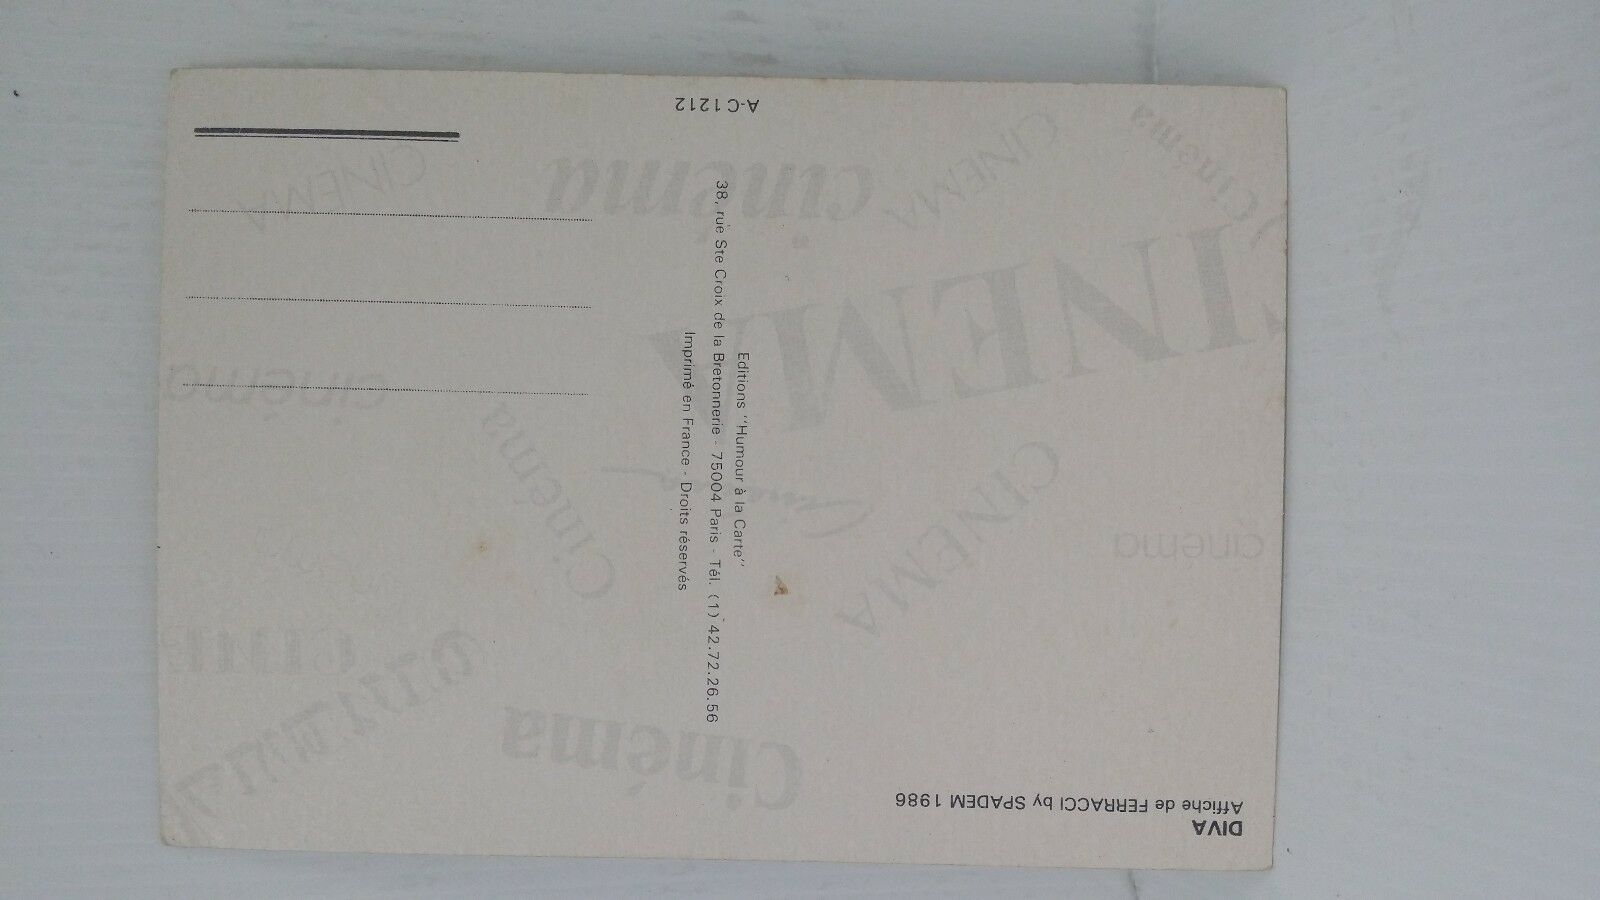 DIVA
Affiche de FERRACCI by SPADEM 1986
Editions "Humour à la Carte"
38, rue Ste Croix de la Bretonnerie - 75004 Paris - Tél. (1) 42.72.26.56
Imprimé en France - Droits réservés
A-C1212
Cinéma
cinéma
CINEMA
CINEMA
cinéma
Cinéma
CINEMA
cinéma
CINEMA
Cinéma
cinéma